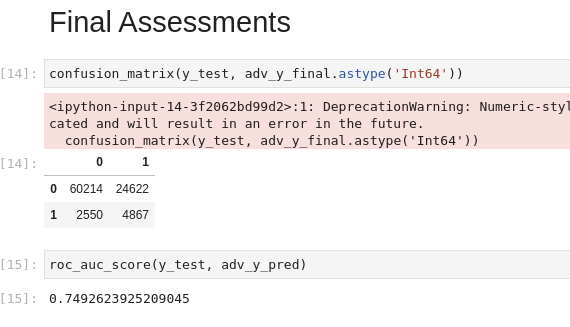 Final Assessments
[14]: confusion_matrix(y_test, adv_y_final.astype('Int64'))
<ipython-input-14-3f2062bd99d2>:1: DeprecationWarning: Numeric-styl
cated and will result in an error in the future.
confusion_matrix(y_test, adv_y_final.astype('Int64'))
[14]: 0 1
0 60214 24622
1 2550 4867
[15]: roc_auc_score(y_test, adv_y_pred)
[15]: 0.7492623925209045